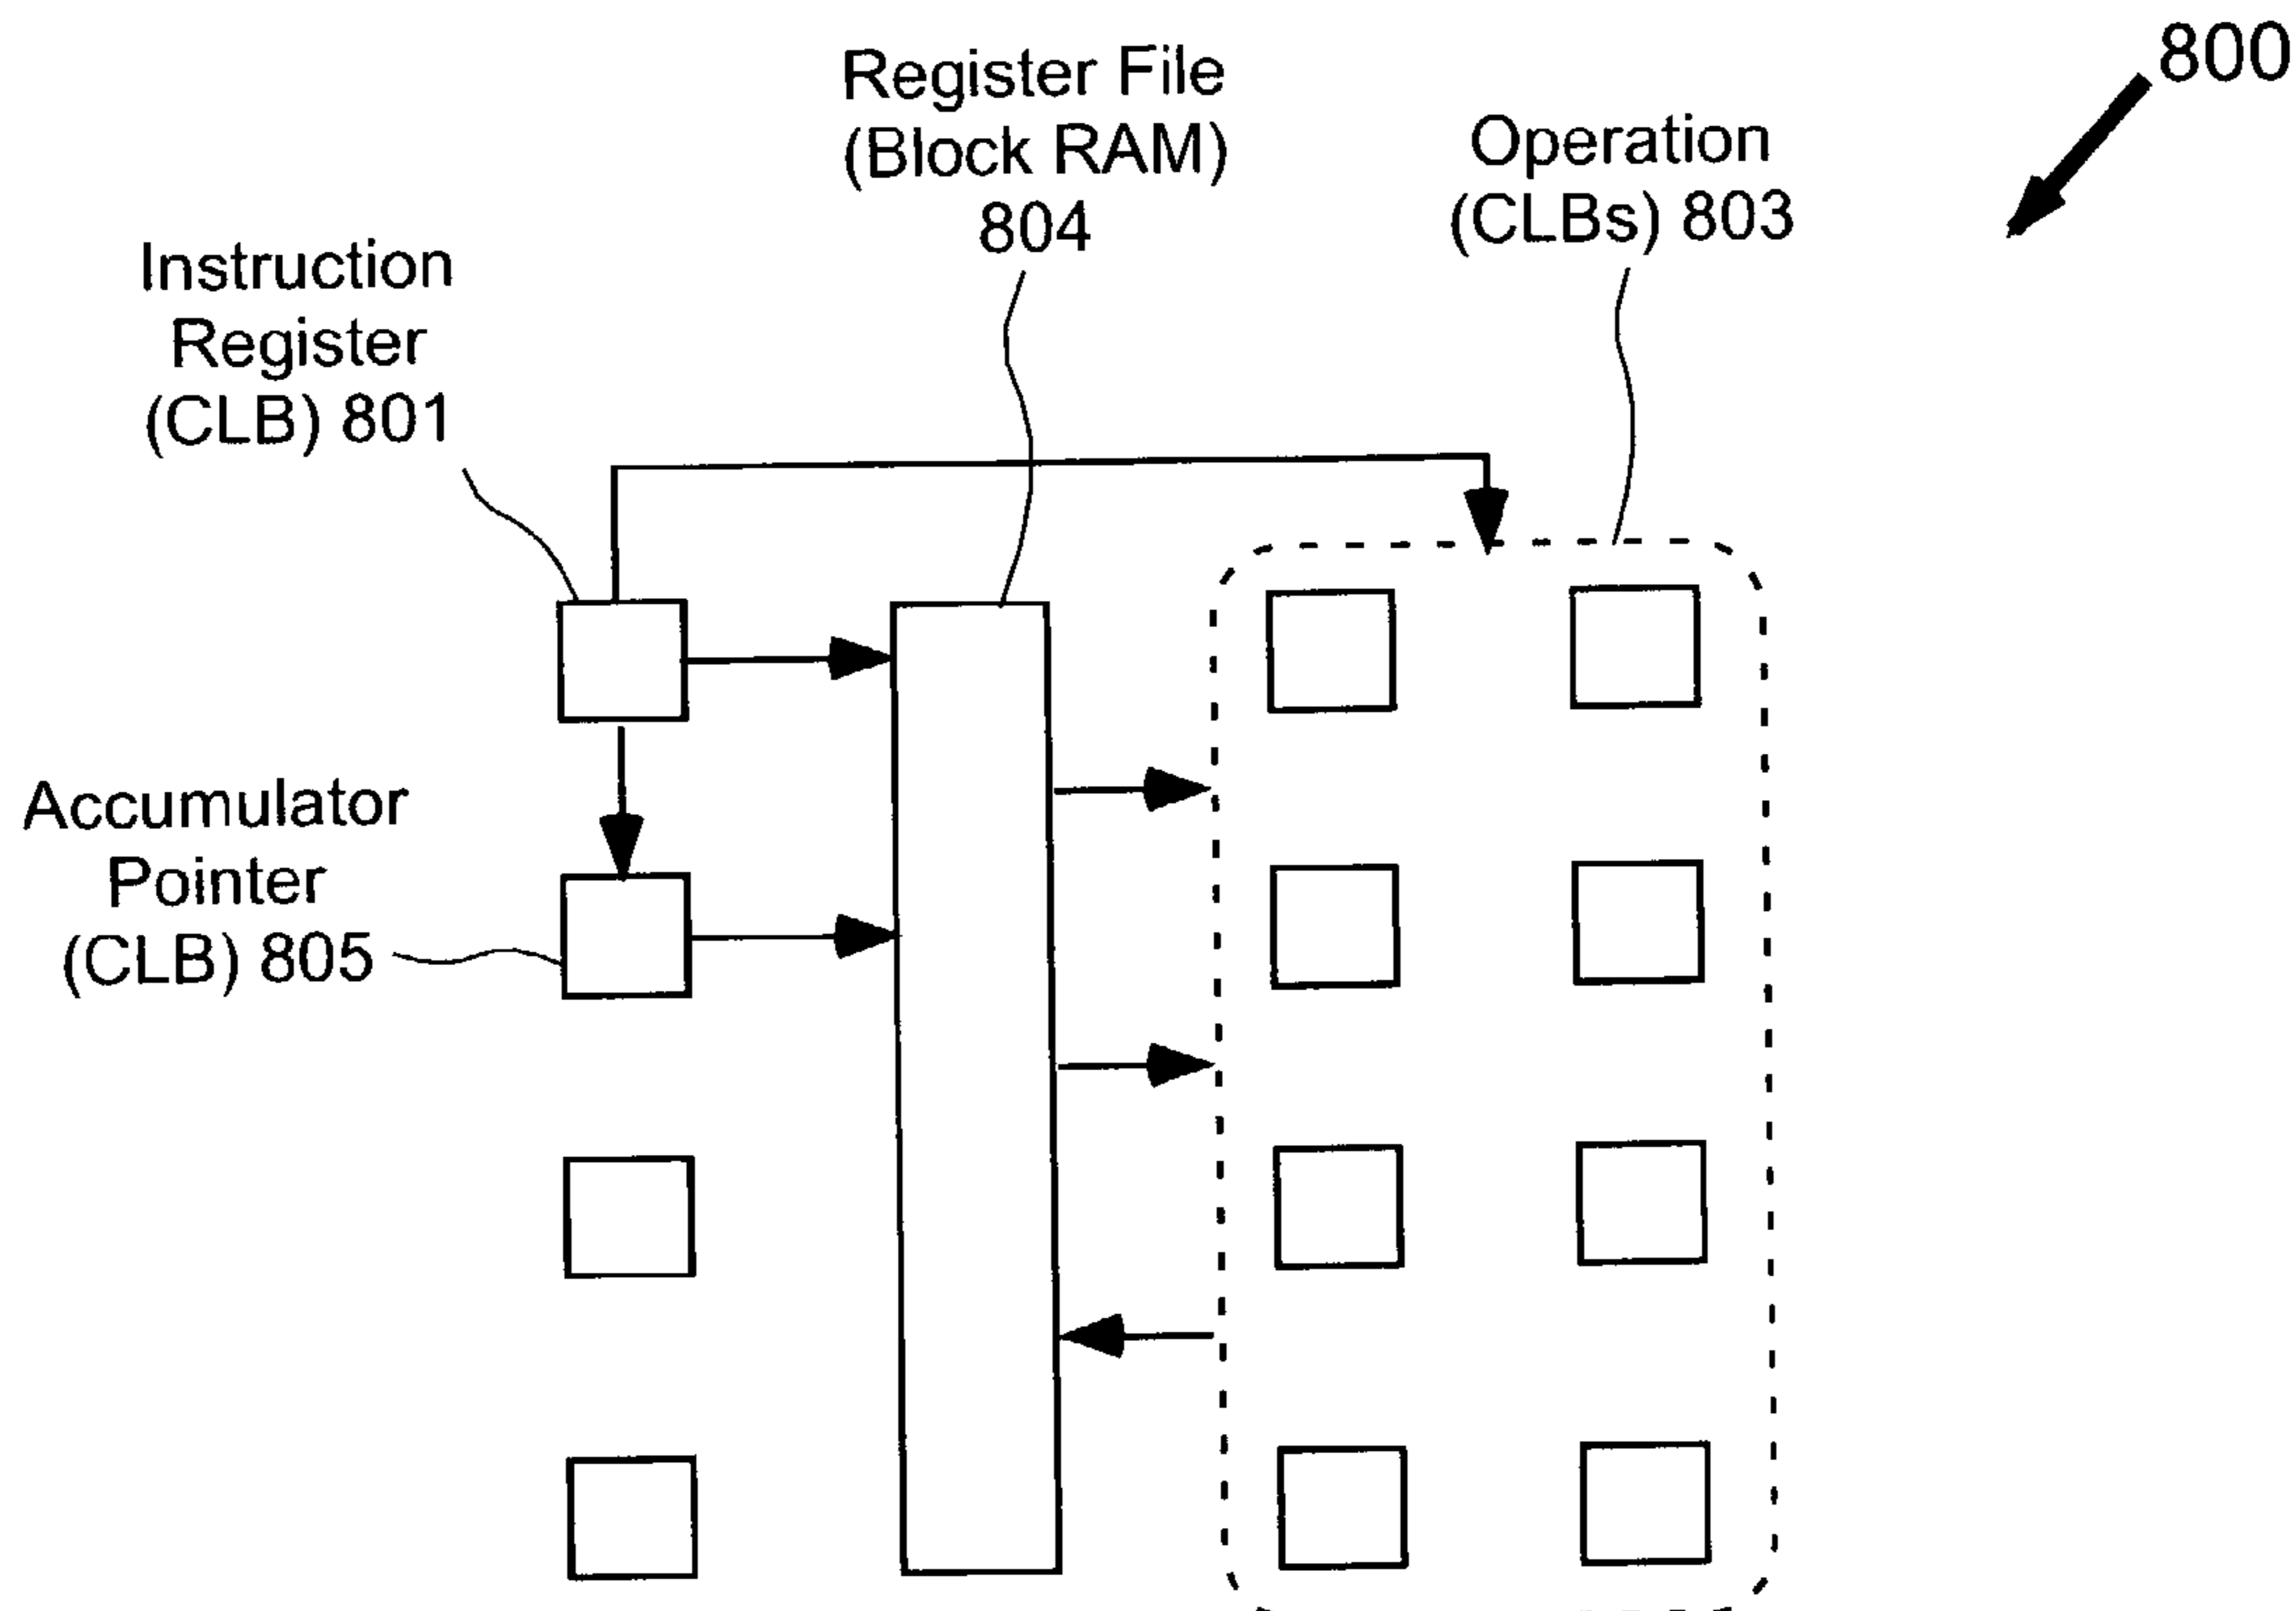 800
Register File
(Block RAM)
804
Operation
(CLBs) 803
Instruction
Register
(CLB) 801
Accumulator
Pointer
(CLB) 805